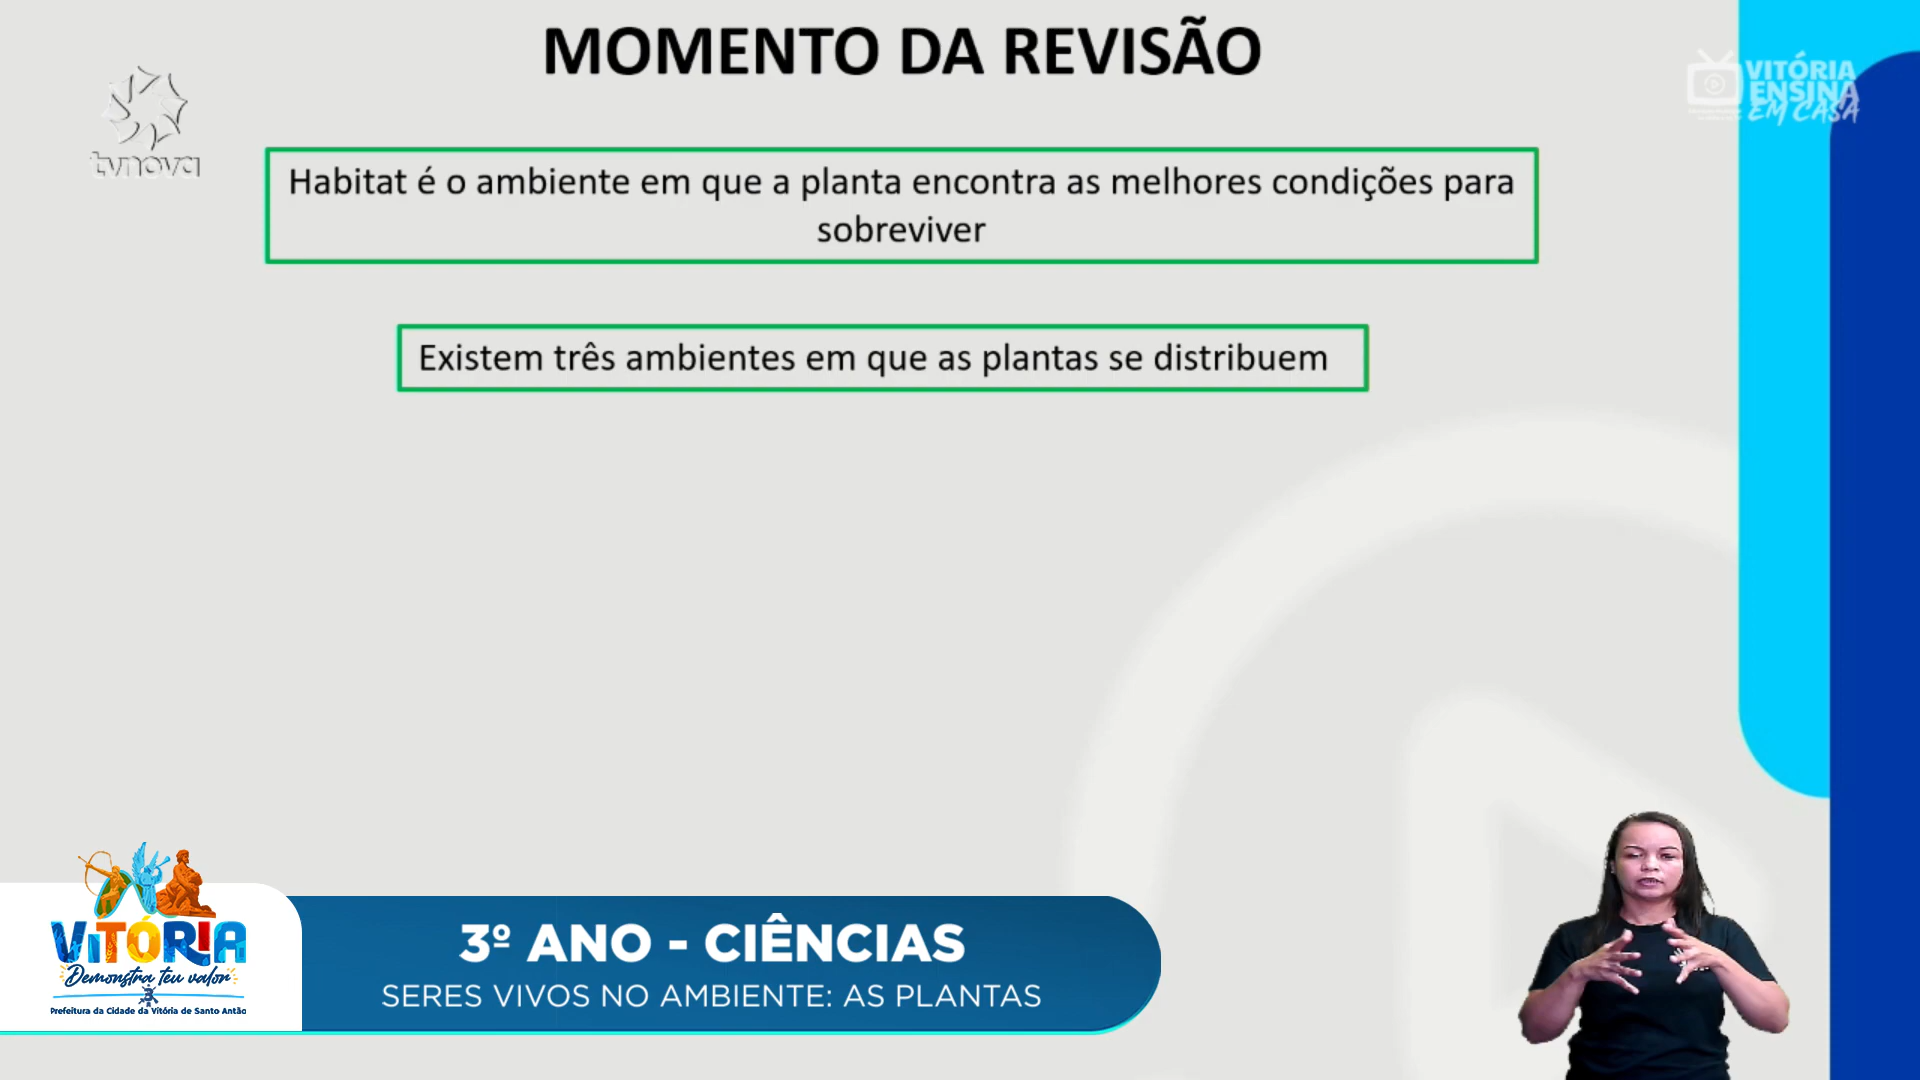 MOMENTO DA REVISÃO
tvnova
VITÓRIA
ENSINA
EM CASA
Habitat é o ambiente em que a planta encontra as melhores condições para
sobreviver
Existem três ambientes em que as plantas se distribuem
VITÓRIA
Demonstra teu valor
Prefeitura da Cidade da Vitória de Santo Antão
3º ANO - CIÊNCIAS
SERES VIVOS NO AMBIENTE: AS PLANTAS